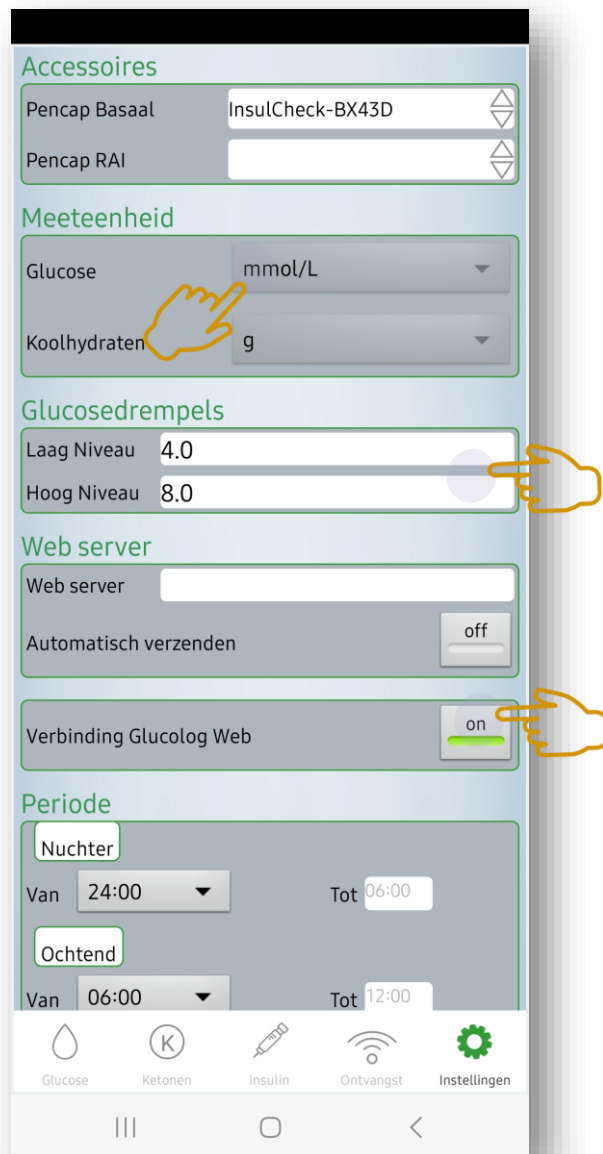 Accessoires
Pencap Basaal InsulCheck-BX43D
Pencap RAI
Meeteenheid
Glucose mmol/L
Koolhydraten g
Glucosedrempels
Laag Niveau 4.0
Hoog Niveau 8.0
Web server
Web server
Automatisch verzenden off
Verbinding Glucolog Web on
Periode
Nuchter
Van 24:00 Tot 06:00
Ochtend
Van 06:00 Tot 12:00
K
Glucose Ketonen Insulin Ontvangst Instellingen